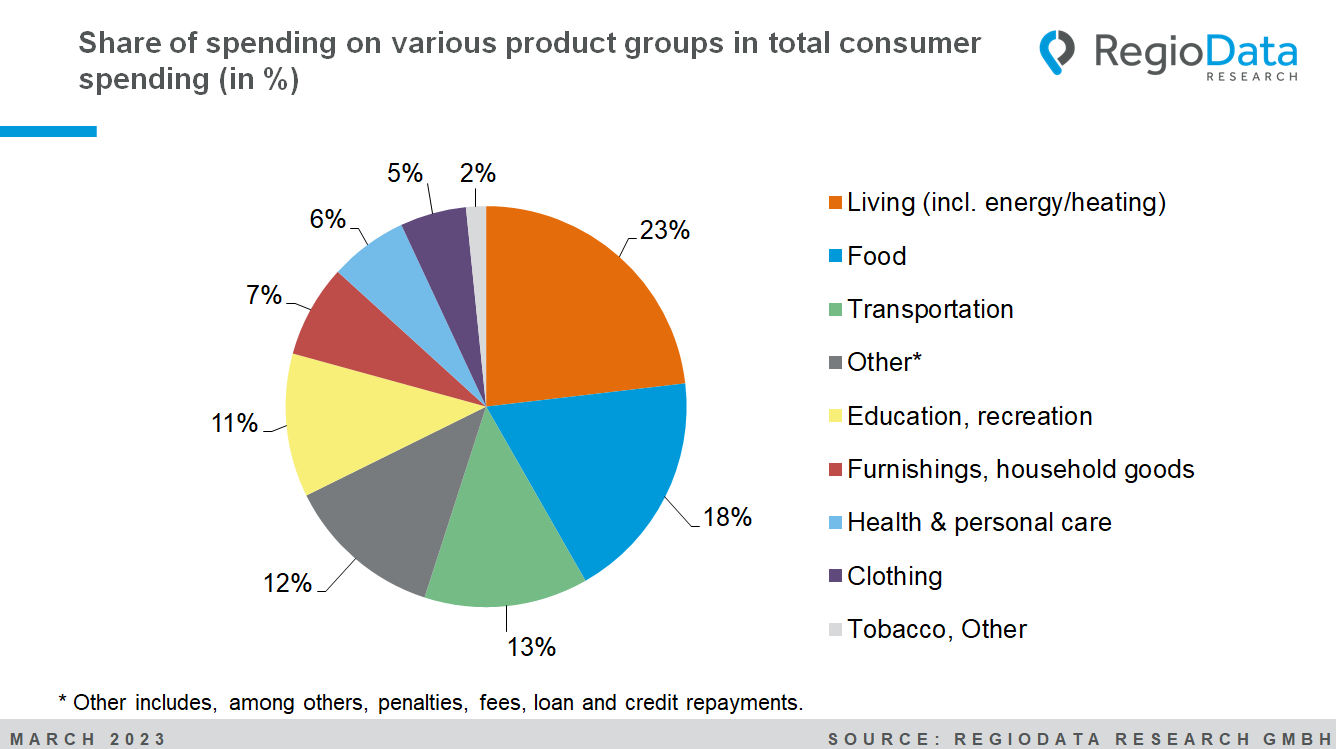 Share of spending on various product groups in total consumer
spending (in %)
RegioData
RESEARCH
5%
2%
6%
23%
7%
11%
18%
12%
13%
Living (incl. energy/heating)
Food
Transportation
Other*
Education, recreation
Furnishings, household goods
Health & personal care
Clothing
Tobacco, Other
* Other includes, among others, penalties, fees, loan and credit repayments.
MARCH 2023
SOURCE: REGIODATA RESEARCH GMBH